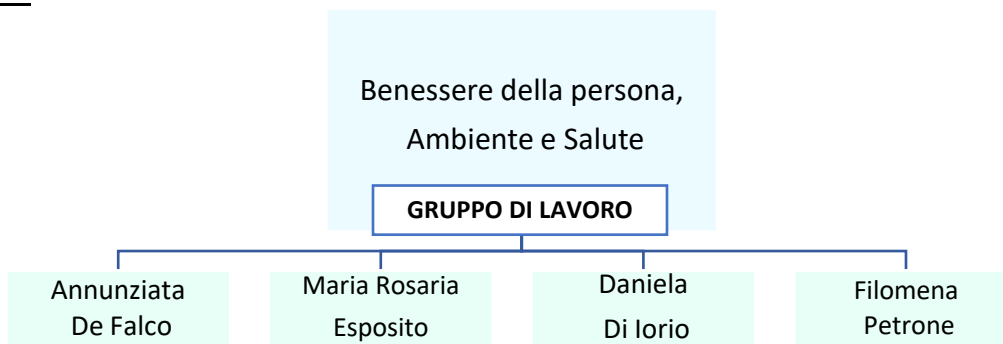 Benessere della persona,
Ambiente e Salute
GRUPPO DI LAVORO
Annunziata
De Falco
Maria Rosaria
Esposito
Daniela
Di Iorio
Filomena
Petrone